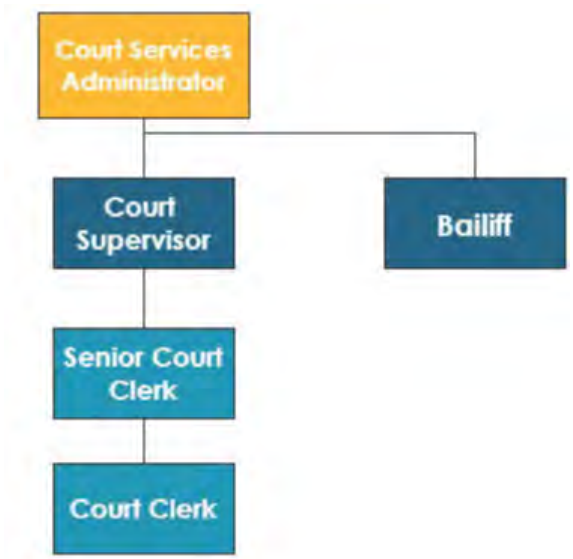 Court Services
Administrator
Court
Supervisor
Bailiff
Senior Court
Clerk
Court Clerk